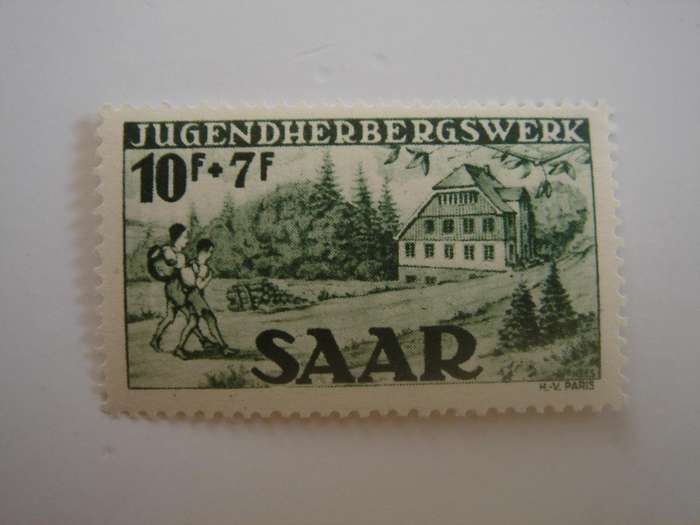 JUGENDHERBERGSWERK
10F+7F
SAAR
H.-V. PARIS